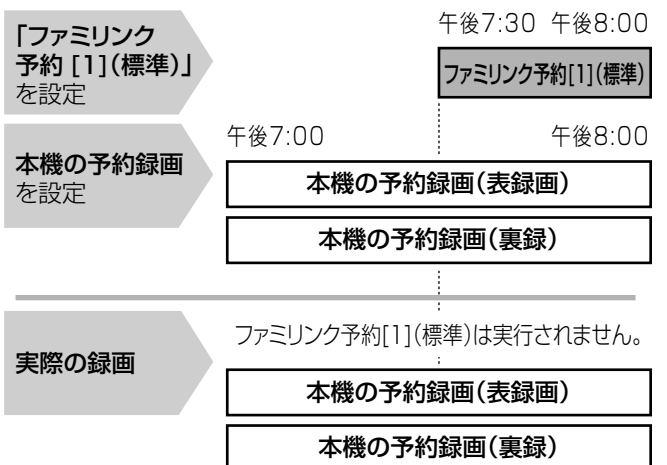 「ファミリンク
予約 [1](標準)」
を設定
午後7:30 午後8:00
ファミリンク予約[1](標準)
本機の予約録画
を設定
午後7:00 午後8:00
本機の予約録画(表録画)
本機の予約録画(裏録)
実際の録画
ファミリンク予約[1](標準)は実行されません。
本機の予約録画(表録画)
本機の予約録画(裏録)